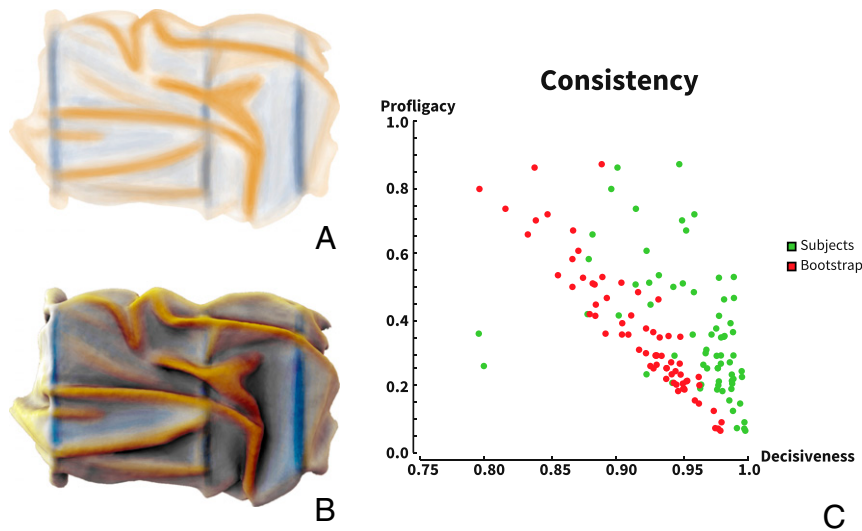 A
B
Consistency
Profligacy
1.0
0.8
0.6
0.4
0.2
0.0
0.75
0.80
0.85
0.90
0.95
1.0
Decisiveness
Subjects
Bootstrap
C